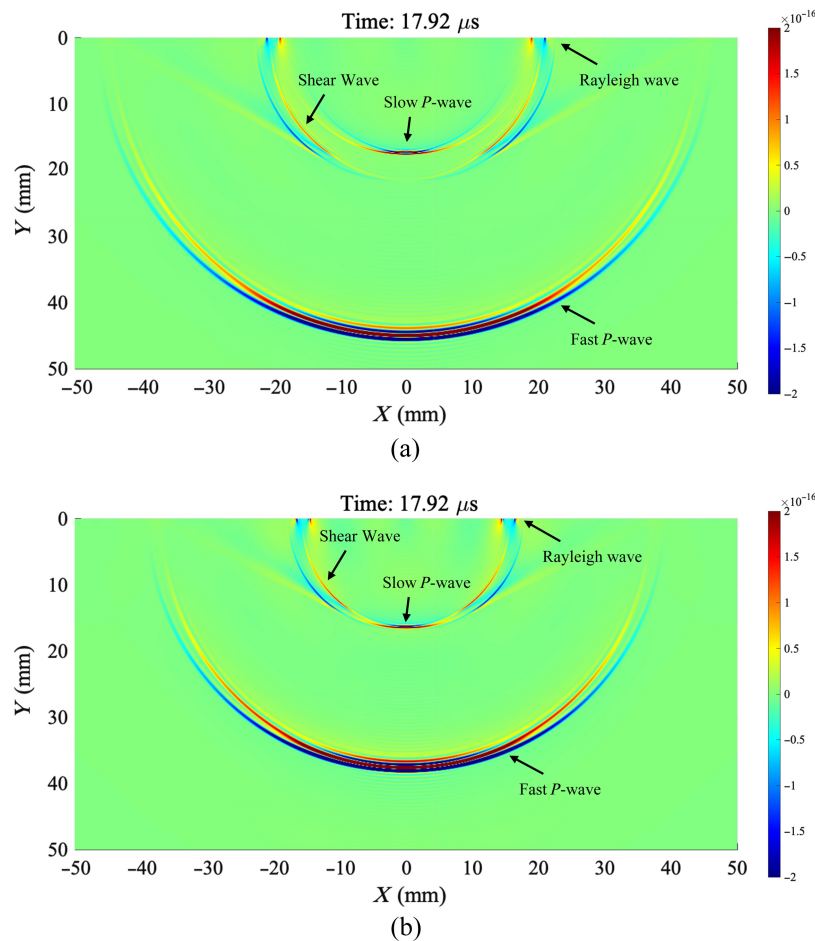 Time: 17.92 μs
×10⁻¹⁶
0
10
20
30
40
50
Y (mm)
Shear Wave
Slow P-wave
Rayleigh wave
Fast P-wave
2
1.5
1
0.5
0
−0.5
−1
−1.5
−2
−50 −40 −30 −20 −10 0 10 20 30 40 50
X (mm)
(a)
Time: 17.92 μs
×10⁻¹⁶
0
10
20
30
40
50
Y (mm)
Shear Wave
Slow P-wave
Rayleigh wave
Fast P-wave
2
1.5
1
0.5
0
−0.5
−1
−1.5
−2
−50 −40 −30 −20 −10 0 10 20 30 40 50
X (mm)
(b)